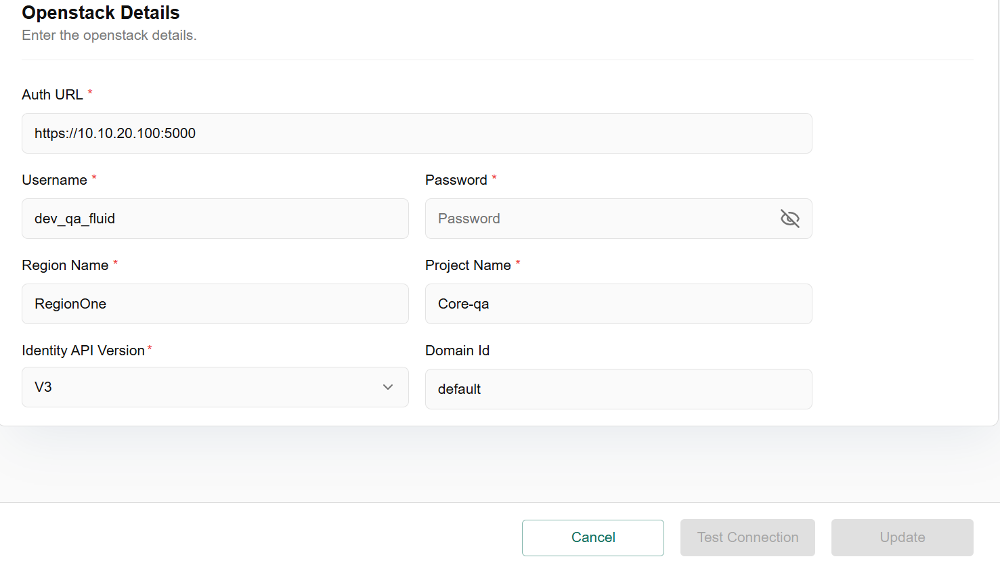 Openstack Details
Enter the openstack details.
Auth URL *
https://10.10.20.100:5000
Username *
Password *
dev_qa_fluid
Password
Region Name *
Project Name *
RegionOne
Core-qa
Identity API Version *
Domain Id
V3
default
Cancel
Test Connection
Update